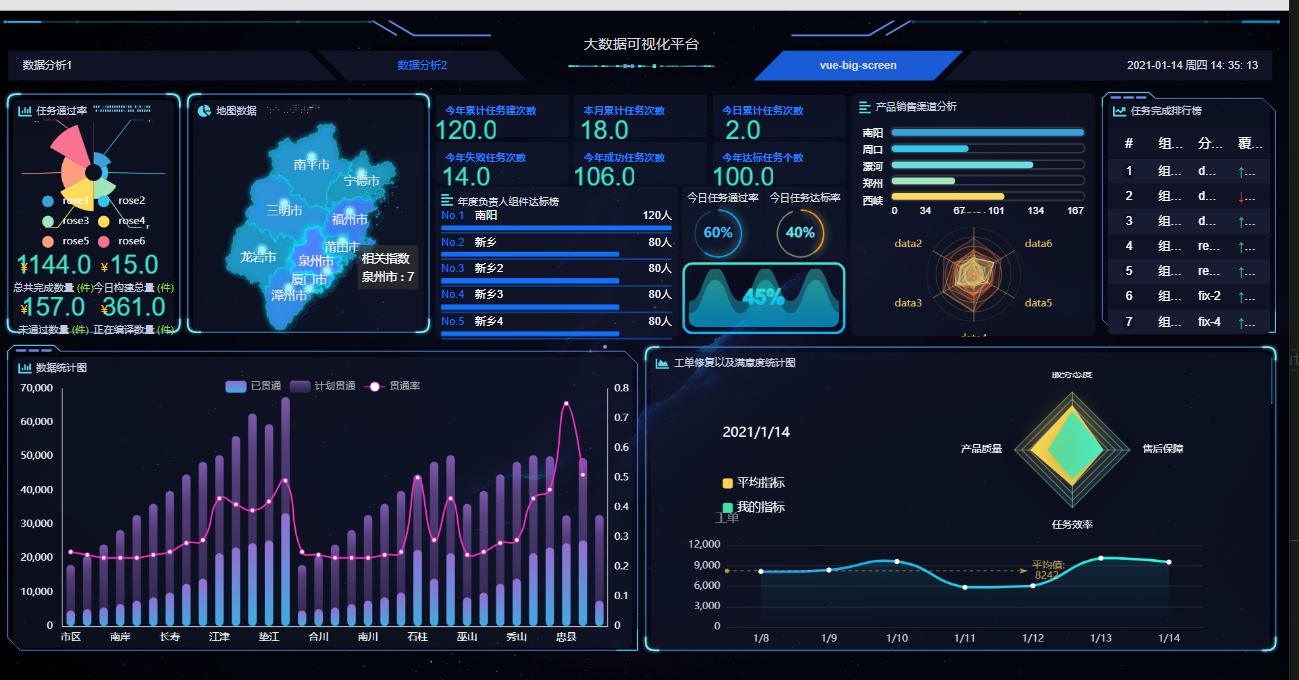 大数据可视化平台
数据分析1
数据分析2
vue-big-screen
2021-01-14 周四 14: 35: 13
任务通过率
rose1 rose2
rose3 rose4
rose5 rose6
¥1144.0 ¥15.0
总共完成数量 (件) 今日构建总量 (件)
¥157.0 ¥361.0
未通过数量 (件) 正在编译数量 (件)
地图数据
南平市
宁德市
三明市
福州市
莆田市
龙岩市
泉州市
厦门市
漳州市
相关指数
泉州市 : 7
今年累计任务建次数 本月累计任务次数 今日累计任务次数
120.0 18.0 2.0
今年失败任务次数 今年成功任务次数 今年达标任务个数
14.0 106.0 100.0
年度负责人组件达标榜
No.1 南阳 120人
No.2 新乡 80人
No.3 新乡2 80人
No.4 新乡3 80人
No.5 新乡4 80人
今日任务通过率 今日任务达标率
60% 40%
45%
产品销售渠道分析
南阳
周口
漯河
郑州
西峡
0 34 67 101 134 167
data2 data6
data3 data5
任务完成排行榜
# 组... 分... 覆...
1 组... d... ↑...
2 组... d... ↓...
3 组... d... ↑...
4 组... re... ↑...
5 组... re... ↑...
6 组... fix-2 ↑...
7 组... fix-4 ↑...
数据统计图
已贯通 计划贯通 贯通率
70,000
60,000
50,000
40,000
30,000
20,000
10,000
0
0.8
0.7
0.6
0.5
0.4
0.3
0.2
0.1
0
市区 南岸 长寿 江津 垫江 合川 南川 石柱 巫山 秀山 忠县
工单修复以及满意度统计图
2021/1/14
平均指标
我的指标
服务态度
产品质量
售后保障
任务效率
工单
12,000
9,000
6,000
3,000
0
平均值:
8242
1/8 1/9 1/10 1/11 1/12 1/13 1/14